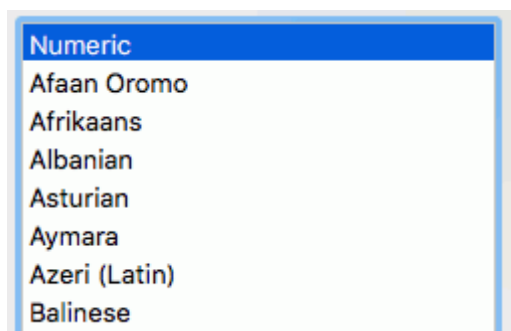 Numeric
Afaan Oromo
Afrikaans
Albanian
Asturian
Aymara
Azeri (Latin)
Balinese